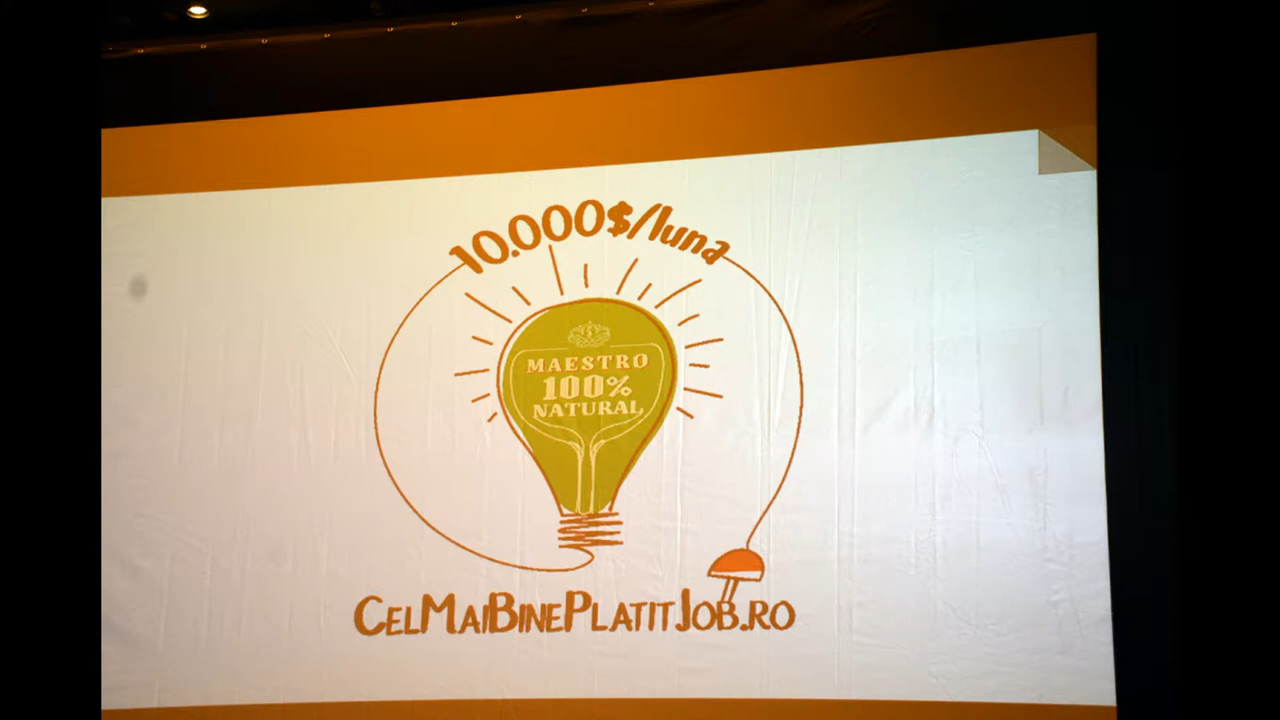 10.000$/luna
MAESTRO
100%
NATURAL
CELMAIBINEPLATITJOB.RO